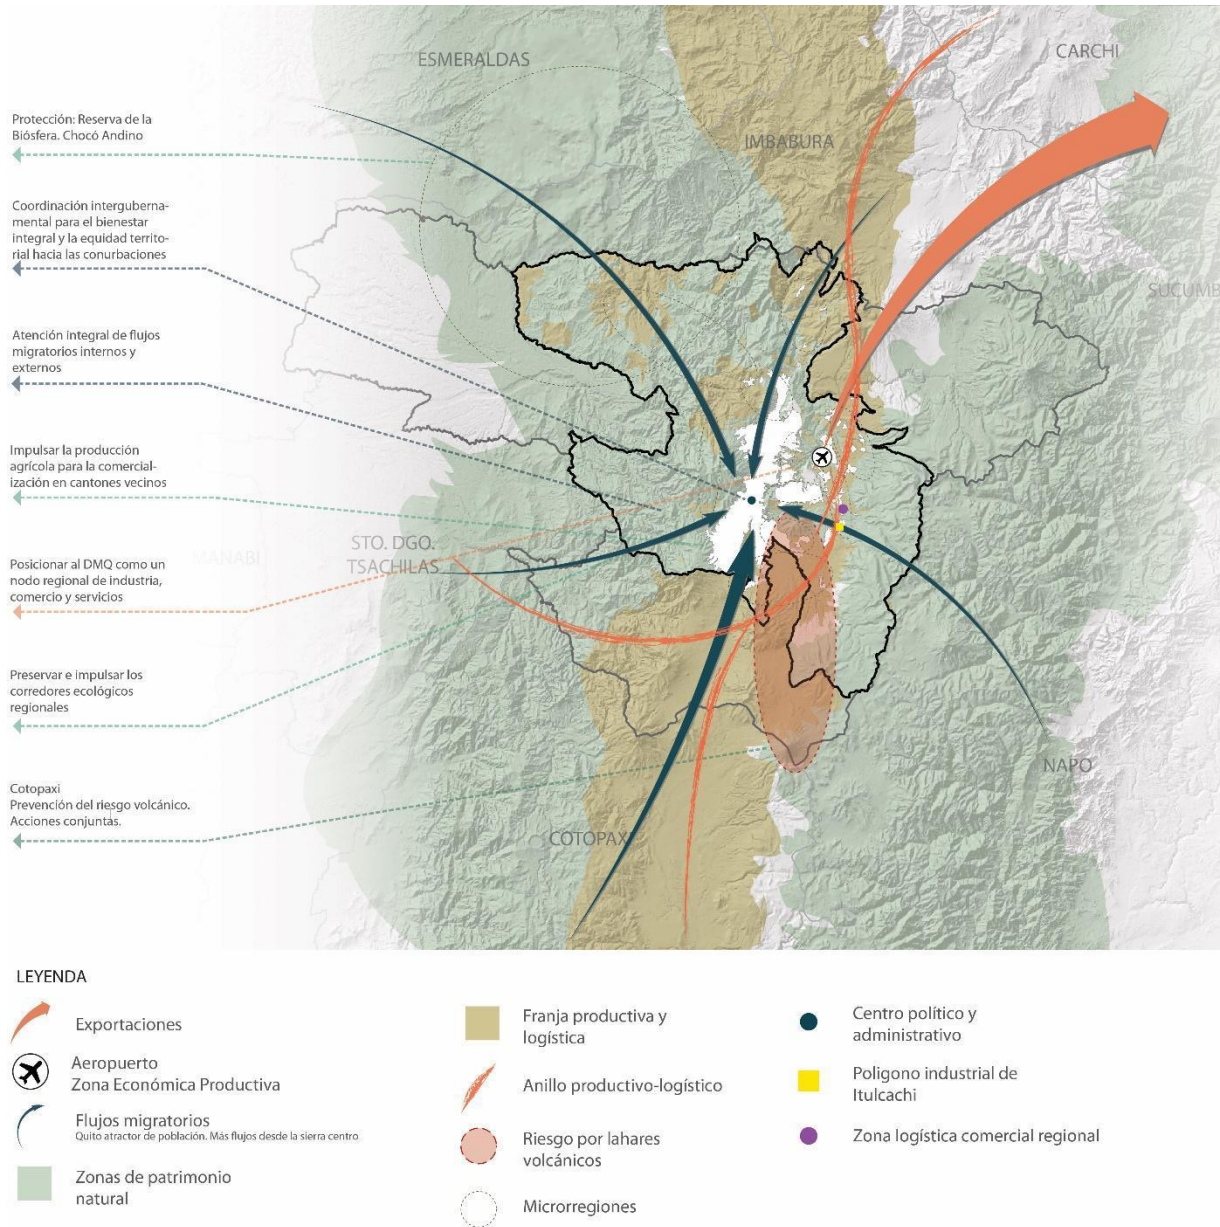 ESMERALDAS
CARCHI
IMBABURA
SUCUMB
MANABI
STO. DGO.
TSACHILAS
NAPO
COTOPAXI
Protección: Reserva de la
Biósfera. Chocó Andino
Coordinación interguberna-
mental para el bienestar
integral y la equidad territo-
rial hacia las conurbaciones
Atención integral de flujos
migratorios internos y
externos
Impulsar la producción
agrícola para la comercial-
ización en cantones vecinos
Posicionar al DMQ como un
nodo regional de industria,
comercio y servicios
Preservar e impulsar los
corredores ecológicos
regionales
Cotopaxi
Prevención del riesgo volcánico.
Acciones conjuntas.
LEYENDA
Exportaciones
Aeropuerto
Zona Económica Productiva
Flujos migratorios
Quito atractor de población. Más flujos desde la sierra centro
Zonas de patrimonio
natural
Franja productiva y
logística
Anillo productivo-logístico
Riesgo por lahares
volcánicos
Microrregiones
Centro político y
administrativo
Poligono industrial de
Itulcachi
Zona logística comercial regional